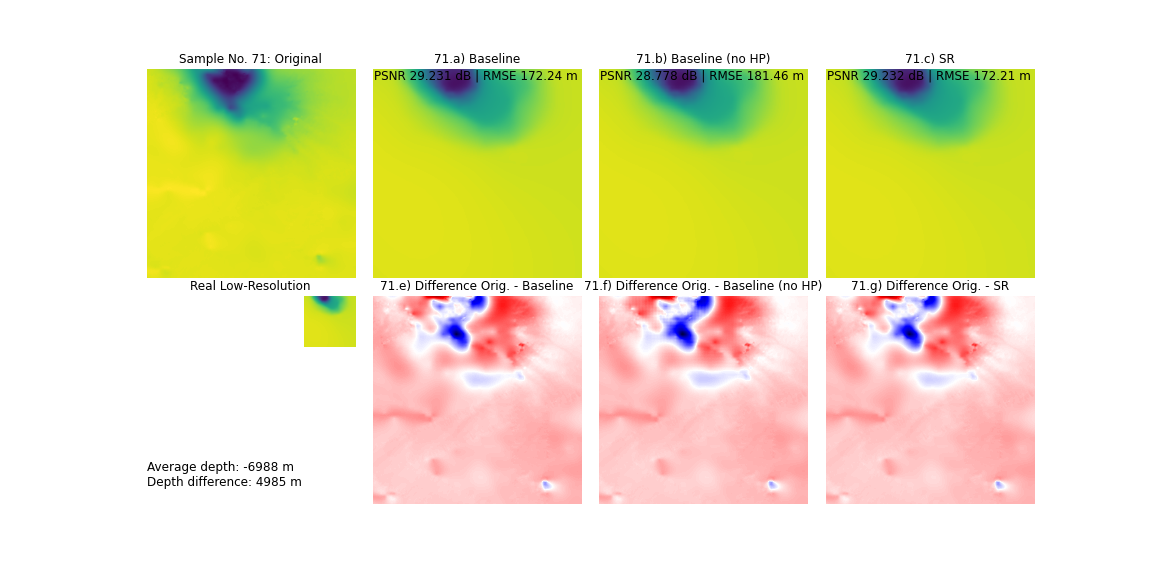 Sample No. 71: Original
71.a) Baseline
71.b) Baseline (no HP)
71.c) SR
PSNR 29.231 dB | RMSE 172.24 m
PSNR 28.778 dB | RMSE 181.46 m
PSNR 29.232 dB | RMSE 172.21 m
Real Low-Resolution
71.e) Difference Orig. - Baseline
71.f) Difference Orig. - Baseline (no HP)
71.g) Difference Orig. - SR
Average depth: -6988 m
Depth difference: 4985 m